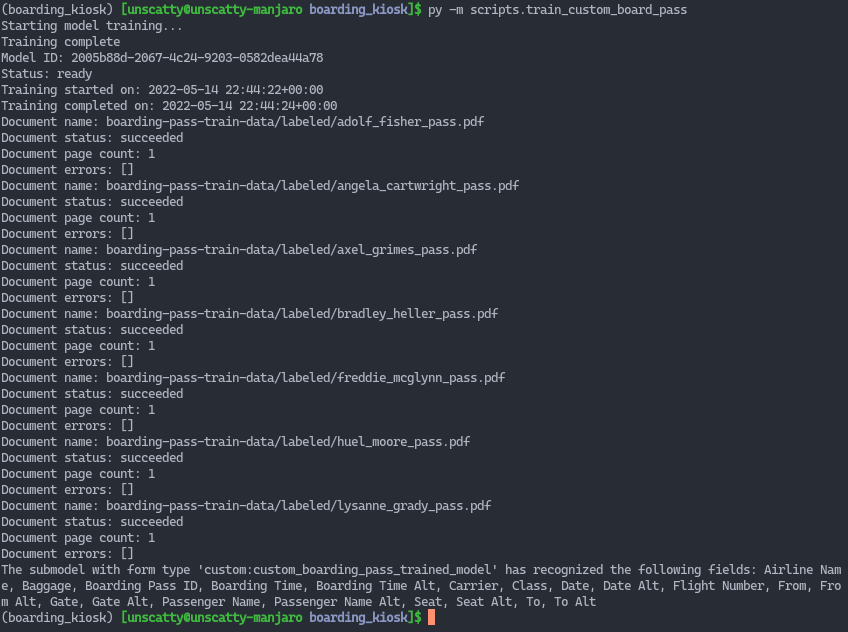 (boarding_kiosk) [unscatty@unscatty-manjaro boarding_kiosk]$ py -m scripts.train_custom_board_pass
Starting model training...
Training complete
Model ID: 2005b88d-2067-4c24-9203-0582dea44a78
Status: ready
Training started on: 2022-05-14 22:44:22+00:00
Training completed on: 2022-05-14 22:44:24+00:00
Document name: boarding-pass-train-data/labeled/adolf_fisher_pass.pdf
Document status: succeeded
Document page count: 1
Document errors: []
Document name: boarding-pass-train-data/labeled/angela_cartwright_pass.pdf
Document status: succeeded
Document page count: 1
Document errors: []
Document name: boarding-pass-train-data/labeled/axel_grimes_pass.pdf
Document status: succeeded
Document page count: 1
Document errors: []
Document name: boarding-pass-train-data/labeled/bradley_heller_pass.pdf
Document status: succeeded
Document page count: 1
Document errors: []
Document name: boarding-pass-train-data/labeled/freddie_mcglynn_pass.pdf
Document status: succeeded
Document page count: 1
Document errors: []
Document name: boarding-pass-train-data/labeled/huel_moore_pass.pdf
Document status: succeeded
Document page count: 1
Document errors: []
Document name: boarding-pass-train-data/labeled/lysanne_grady_pass.pdf
Document status: succeeded
Document page count: 1
Document errors: []
The submodel with form type 'custom:custom_boarding_pass_trained_model' has recognized the following fields: Airline Nam
e, Baggage, Boarding Pass ID, Boarding Time, Boarding Time Alt, Carrier, Class, Date, Date Alt, Flight Number, From, Fro
m Alt, Gate, Gate Alt, Passenger Name, Passenger Name Alt, Seat, Seat Alt, To, To Alt
(boarding_kiosk) [unscatty@unscatty-manjaro boarding_kiosk]$